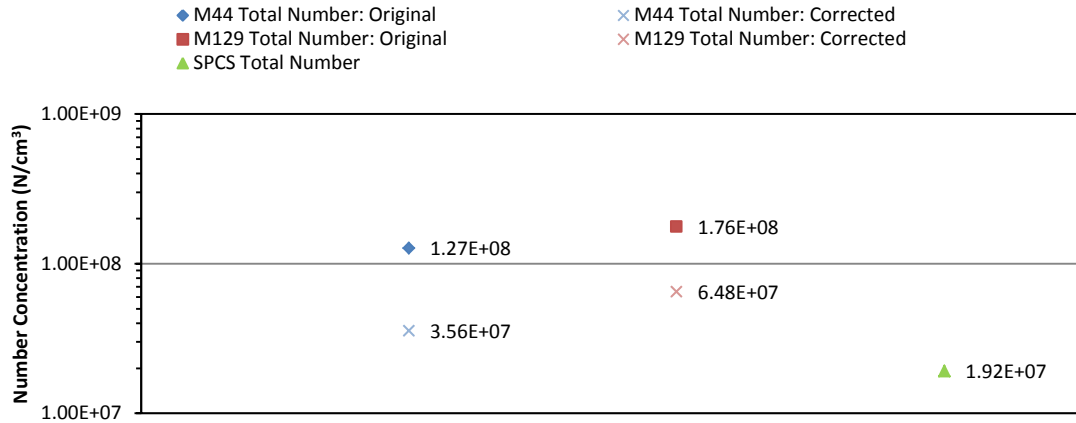 M44 Total Number: Original
M44 Total Number: Corrected
M129 Total Number: Original
M129 Total Number: Corrected
SPCS Total Number
Number Concentration (N/cm³)
1.00E+09
1.76E+08
1.27E+08
1.00E+08
6.48E+07
3.56E+07
1.92E+07
1.00E+07